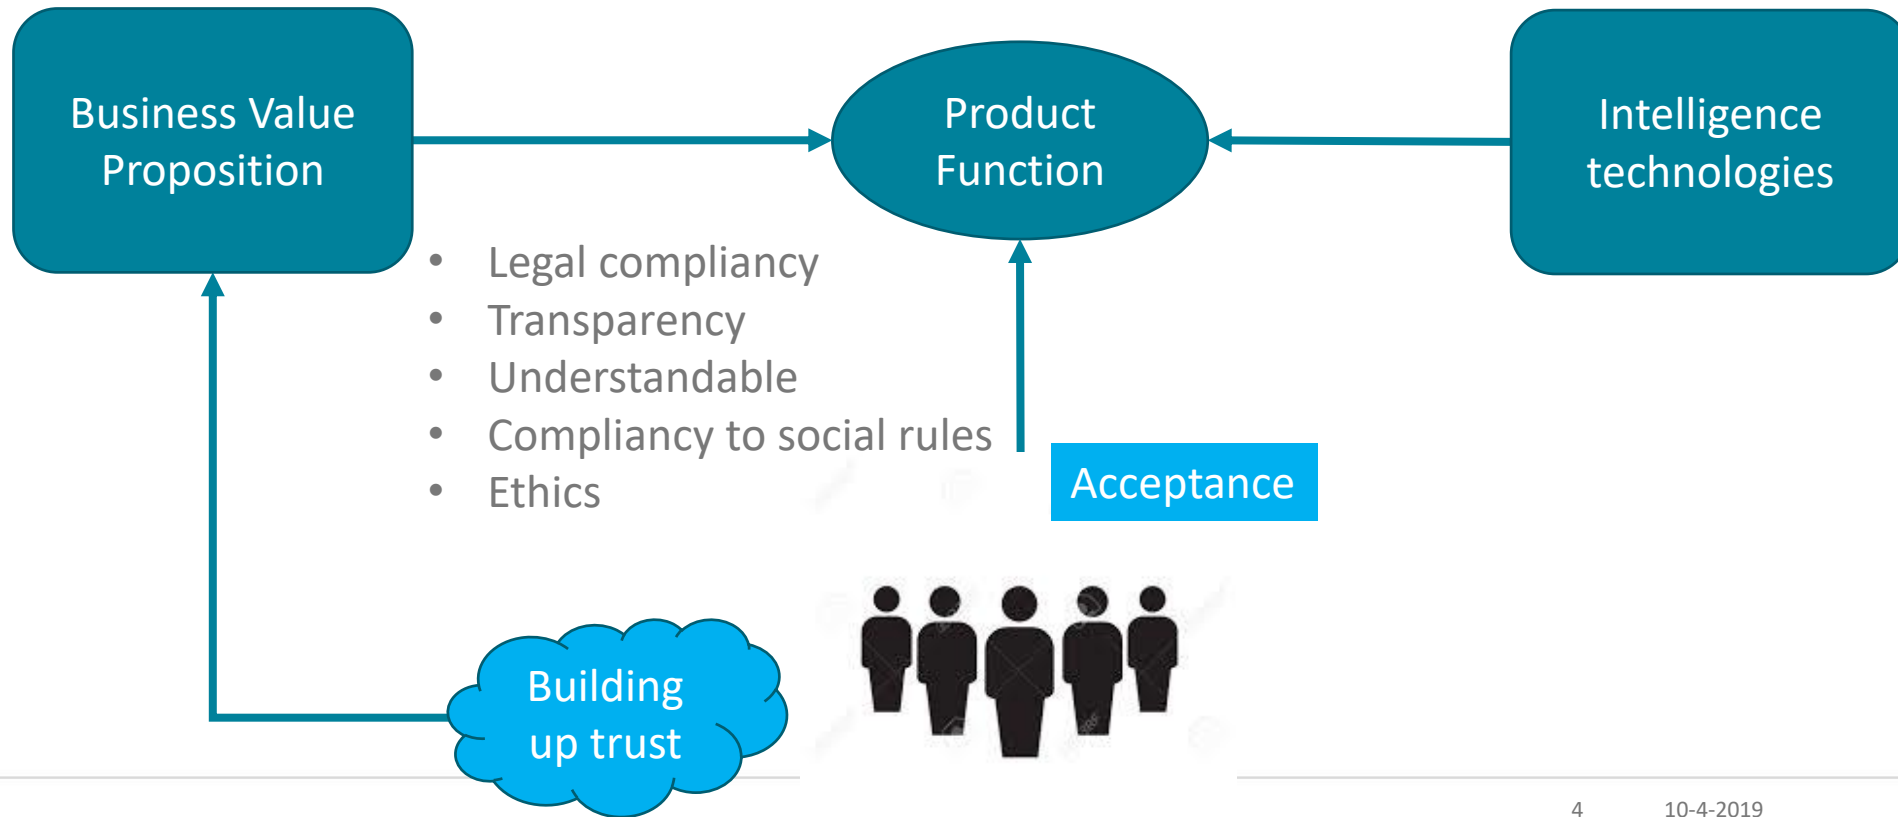 Business Value
Proposition
Product
Function
Intelligence
technologies
• Legal compliancy
• Transparency
• Understandable
• Compliancy to social rules
• Ethics
Acceptance
Building
up trust
4 10-4-2019